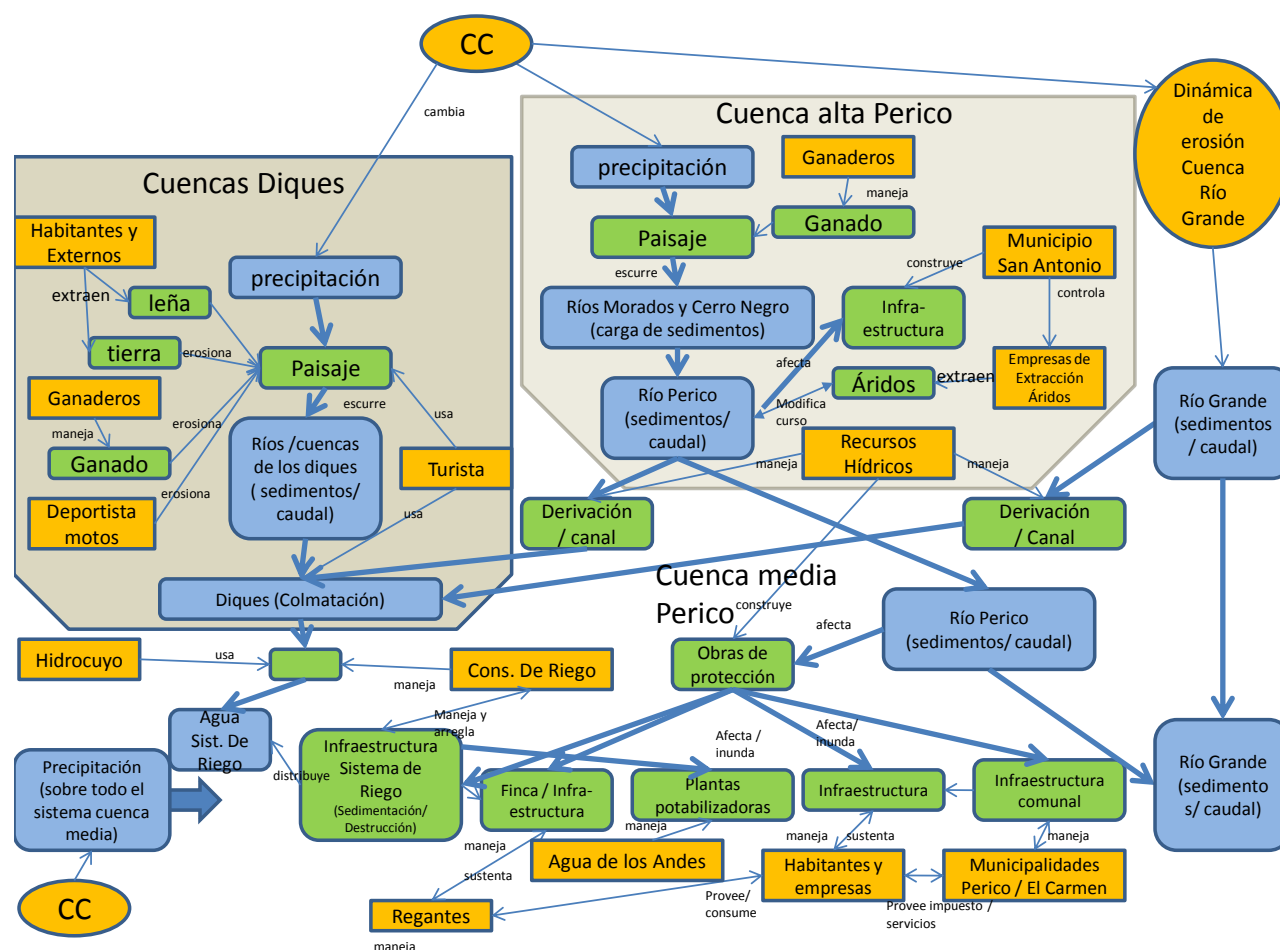 CC
cambia
Dinámica
de
erosión
Cuenca
Río
Grande
Cuenca alta Perico
precipitación
Ganaderos
maneja
Paisaje
Ganado
escurre
construye
Municipio
San Antonio
controla
Ríos Morados y Cerro Negro
(carga de sedimentos)
Infra-
estructura
afecta
Río Perico
(sedimentos/
caudal)
Áridos
extraen
Empresas de
Extracción
Áridos
Modifica
curso
Recursos
Hídricos
maneja
maneja
Río Grande
(sedimentos
/ caudal)
Cuencas Diques
Habitantes y
Externos
extraen
leña
precipitación
tierra
erosiona
Paisaje
Ganaderos
maneja
Ganado
erosiona
escurre
usa
Ríos /cuencas
de los diques
( sedimentos/
caudal)
Turista
erosiona
Deportista
motos
usa
Derivación
/ canal
Derivación
/ Canal
Diques (Colmatación)
Cuenca media
Perico
construye
afecta
Río Perico
(sedimentos/ caudal)
Obras de
protección
Hidrocuyo
usa
maneja
Cons. De Riego
Agua
Sist. De
Riego
Maneja y
arregla
Precipitación
(sobre todo el
sistema cuenca
media)
distribuye
Infraestructura
Sistema de
Riego
(Sedimentación/
Destrucción)
Afecta /
inunda
Afecta/
inunda
Finca / Infra-
estructura
Plantas
potabilizadoras
Infraestructura
Infraestructura
comunal
Río Grande
(sedimento
s/ caudal)
maneja
sustenta
maneja
Agua de los Andes
maneja
sustenta
maneja
Habitantes y
empresas
Municipalidades
Perico / El Carmen
CC
Regantes
maneja
Provee/
consume
Provee impuesto /
servicios